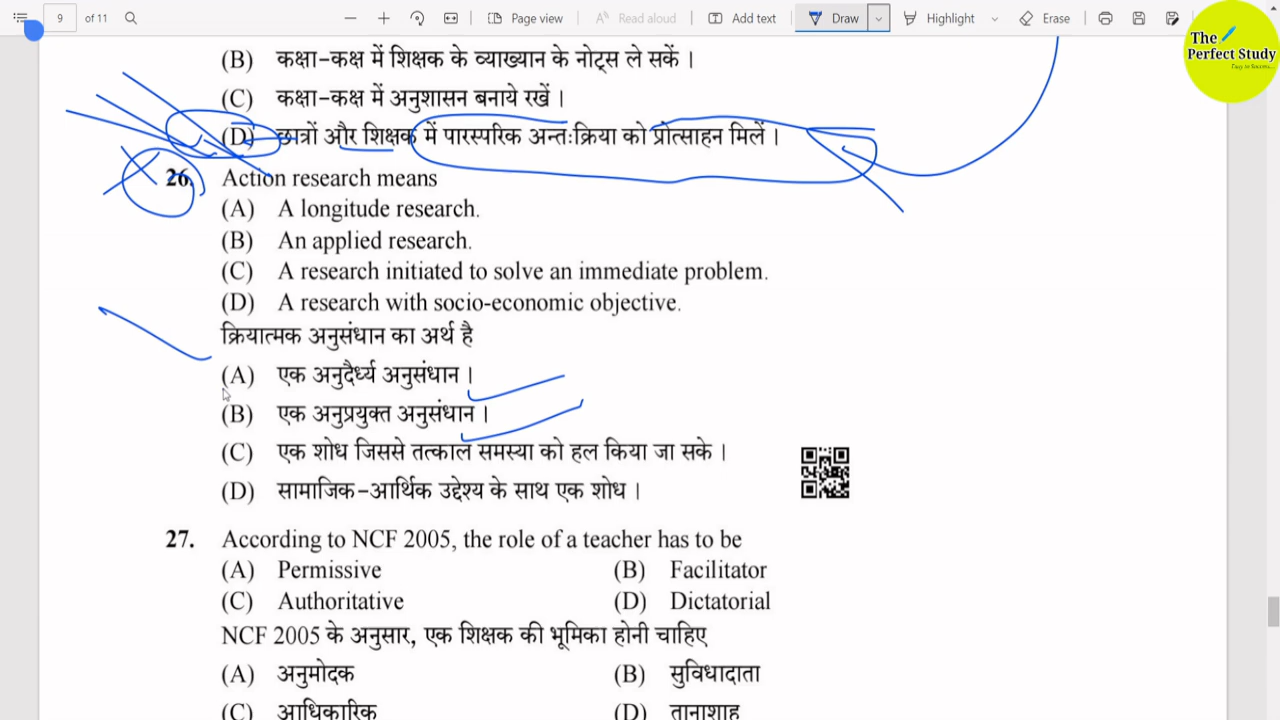 9 of 11 Page view Read aloud Add text Draw Highlight Erase
The
Perfect Study
(B) कक्षा-कक्ष में शिक्षक के व्याख्यान के नोट्स ले सकें ।
(C) कक्षा-कक्ष में अनुशासन बनाये रखें ।
(D) छात्रों और शिक्षक में पारस्परिक अन्तःक्रिया को प्रोत्साहन मिलें ।
26. Action research means
(A) A longitude research.
(B) An applied research.
(C) A research initiated to solve an immediate problem.
(D) A research with socio-economic objective.
क्रियात्मक अनुसंधान का अर्थ है
(A) एक अनुदैर्ध्य अनुसंधान ।
(B) एक अनुप्रयुक्त अनुसंधान ।
(C) एक शोध जिससे तत्काल समस्या को हल किया जा सके ।
(D) सामाजिक-आर्थिक उद्देश्य के साथ एक शोध ।
27. According to NCF 2005, the role of a teacher has to be
(A) Permissive (B) Facilitator
(C) Authoritative (D) Dictatorial
NCF 2005 के अनुसार, एक शिक्षक की भूमिका होनी चाहिए
(A) अनुमोदक (B) सुविधादाता
(C) आधिकारिक (D) तानाशाह